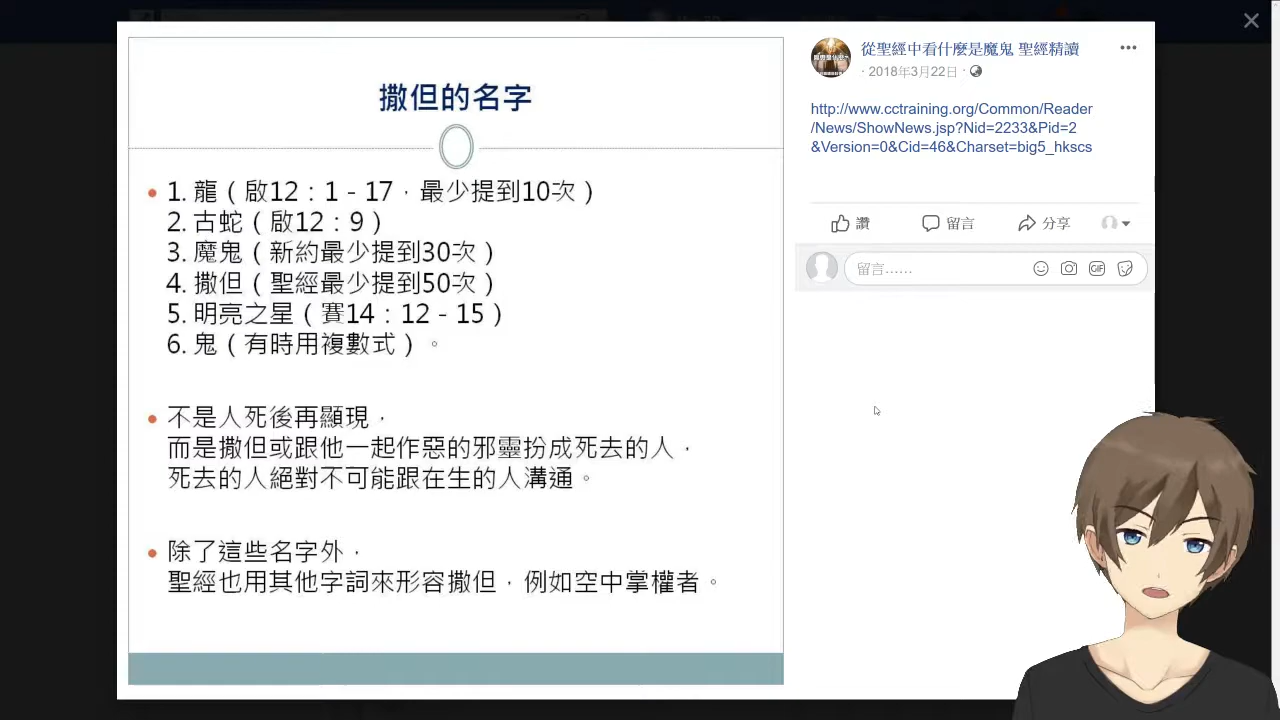 撒但的名字
1. 龍（啟12：1－17，最少提到10次）
2. 古蛇（啟12：9）
3. 魔鬼（新約最少提到30次）
4. 撒但（聖經最少提到50次）
5. 明亮之星（賽14：12－15）
6. 鬼（有時用複數式）。
不是人死後再顯現，
而是撒但或跟他一起作惡的邪靈扮成死去的人，
死去的人絕對不可能跟在生的人溝通。
除了這些名字外，
聖經也用其他字詞來形容撒但，例如空中掌權者。
從聖經中看什麼是魔鬼 聖經精讀
· 2018年3月22日 ·
http://www.cctraining.org/Common/Reader
/News/ShowNews.jsp?Nid=2233&Pid=2
&Version=0&Cid=46&Charset=big5_hkscs
讚 留言 分享
留言…… GIF